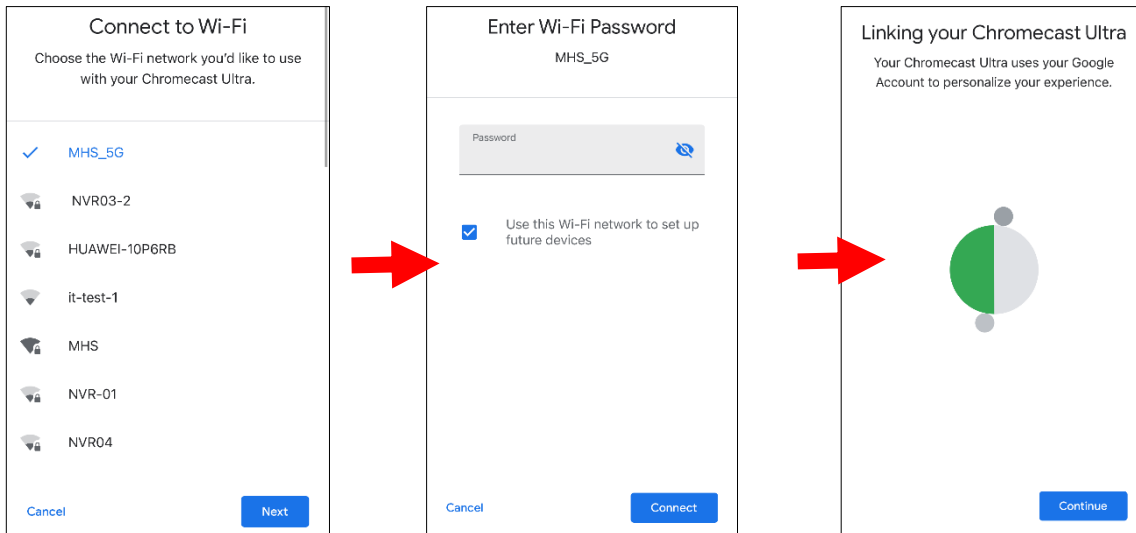 Connect to Wi-Fi
Choose the Wi-Fi network you'd like to use
with your Chromecast Ultra.
MHS_5G
NVR03-2
HUAWEI-10P6RB
it-test-1
MHS
NVR-01
NVR04
Cancel
Next
Enter Wi-Fi Password
MHS_5G
Password
Use this Wi-Fi network to set up
future devices
Cancel
Connect
Linking your Chromecast Ultra
Your Chromecast Ultra uses your Google
Account to personalize your experience.
Continue